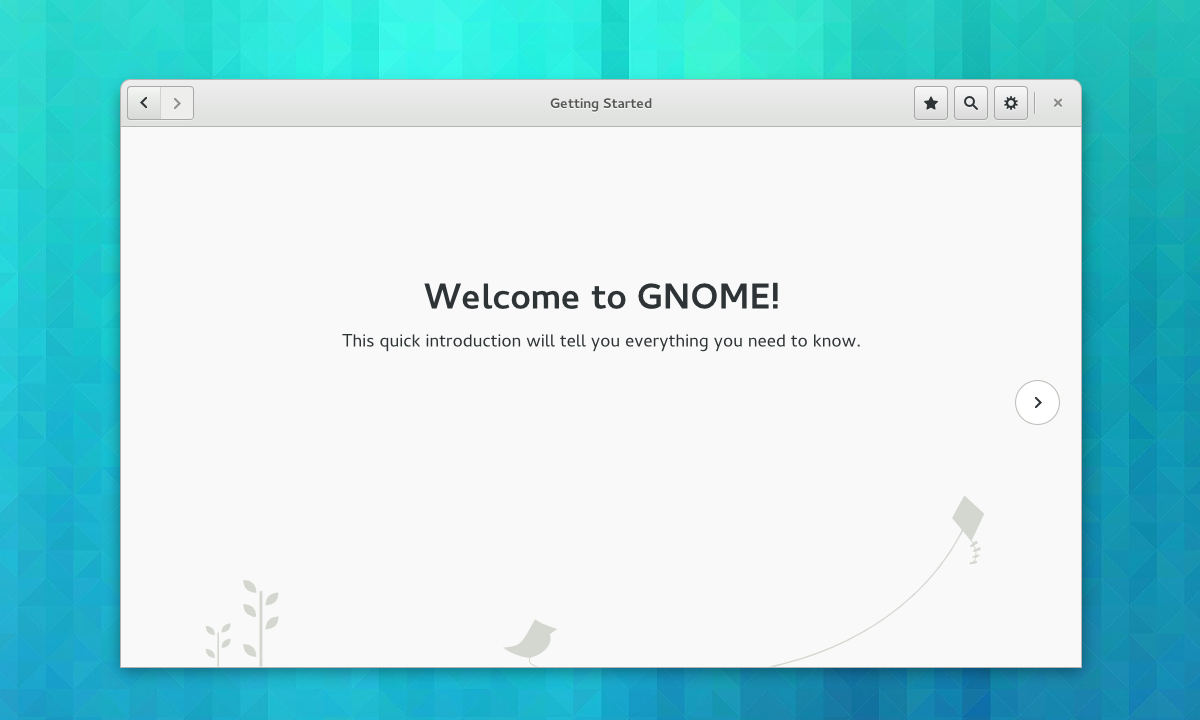 Getting Started
Welcome to GNOME!
This quick introduction will tell you everything you need to know.